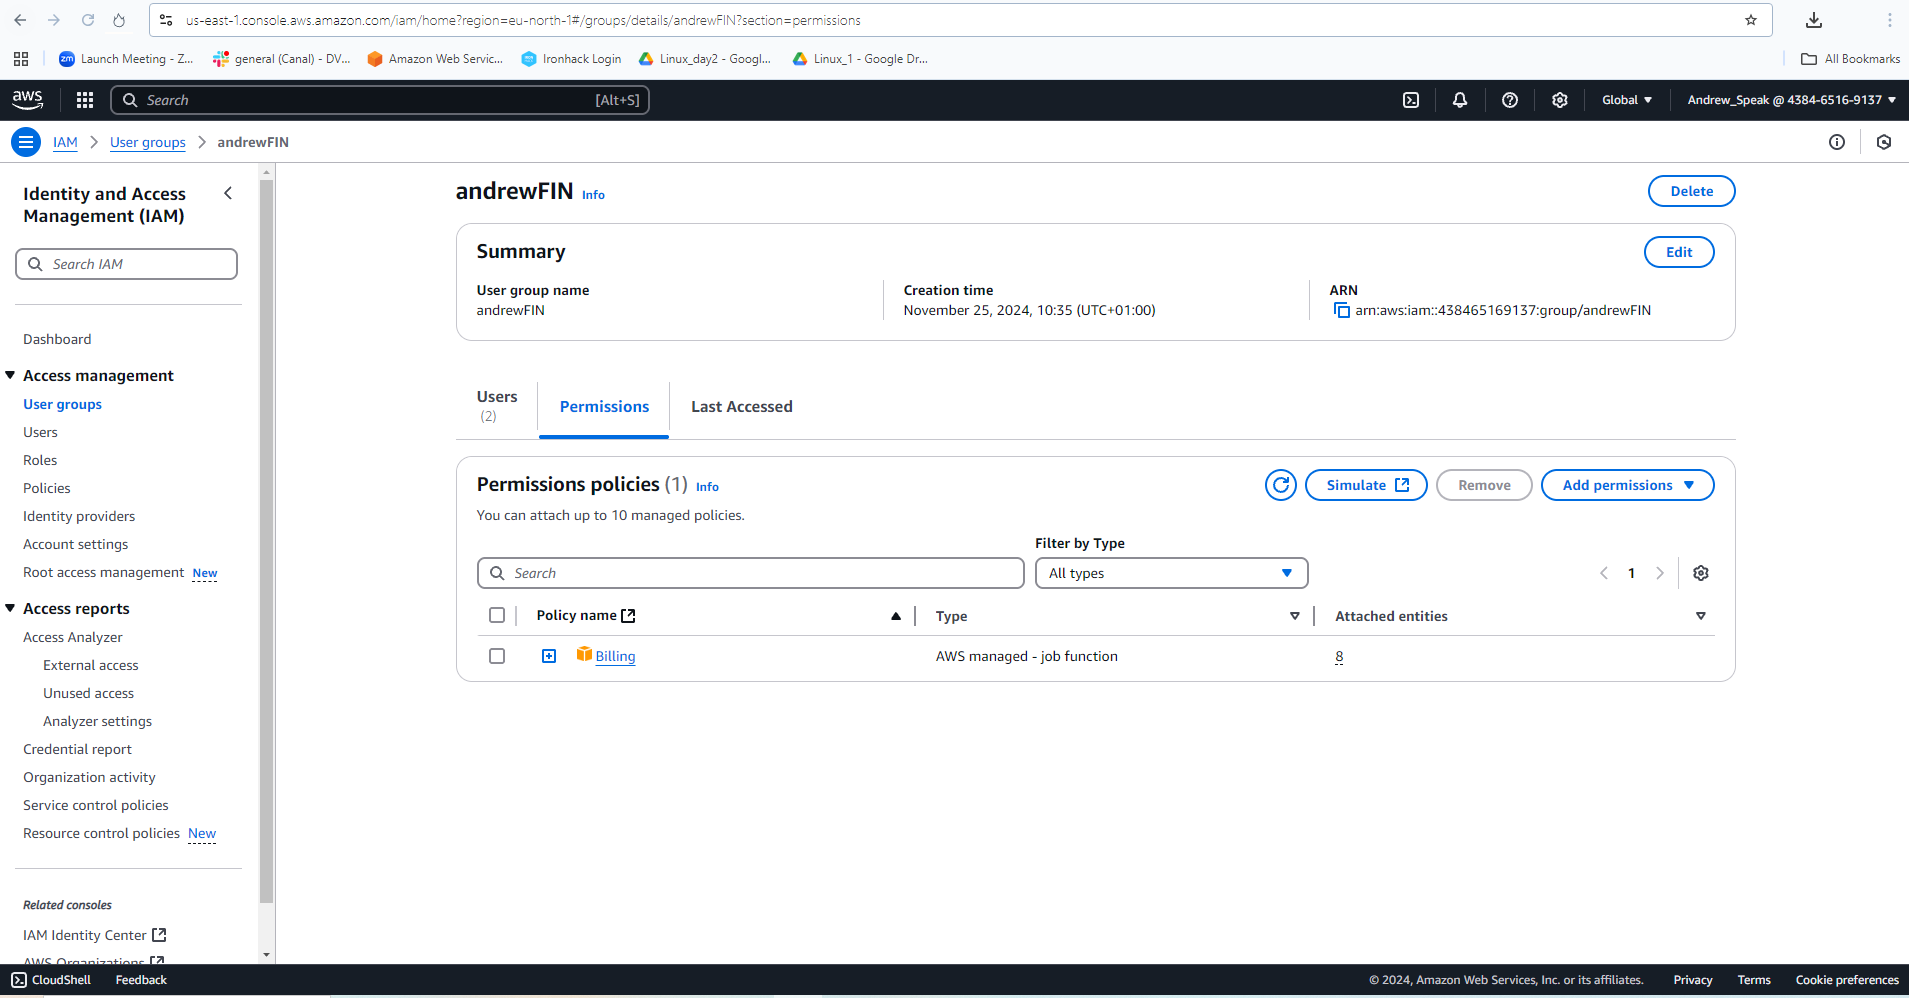 us-east-1.console.aws.amazon.com/iam/home?region=eu-north-1#/groups/details/andrewFIN?section=permissions
Launch Meeting - Z...
general (Canal) - DV...
Amazon Web Servic...
Ironhack Login
Linux_day2 - Googl...
Linux_1 - Google Dr...
All Bookmarks
aws
Search
[Alt+S]
Global
Andrew_Speak @ 4384-6516-9137
IAM
User groups
andrewFIN
Identity and Access
Management (IAM)
Search IAM
Dashboard
Access management
User groups
Users
Roles
Policies
Identity providers
Account settings
Root access management New
Access reports
Access Analyzer
External access
Unused access
Analyzer settings
Credential report
Organization activity
Service control policies
Resource control policies New
Related consoles
IAM Identity Center
AWS Organizations
andrewFIN Info
Delete
Summary
Edit
User group name
andrewFIN
Creation time
November 25, 2024, 10:35 (UTC+01:00)
ARN
arn:aws:iam::438465169137:group/andrewFIN
Users
(2)
Permissions
Last Accessed
Permissions policies (1) Info
Simulate
Remove
Add permissions
You can attach up to 10 managed policies.
Filter by Type
Search
All types
1
Policy name
Type
Attached entities
Billing
AWS managed - job function
8
CloudShell
Feedback
© 2024, Amazon Web Services, Inc. or its affiliates.
Privacy
Terms
Cookie preferences